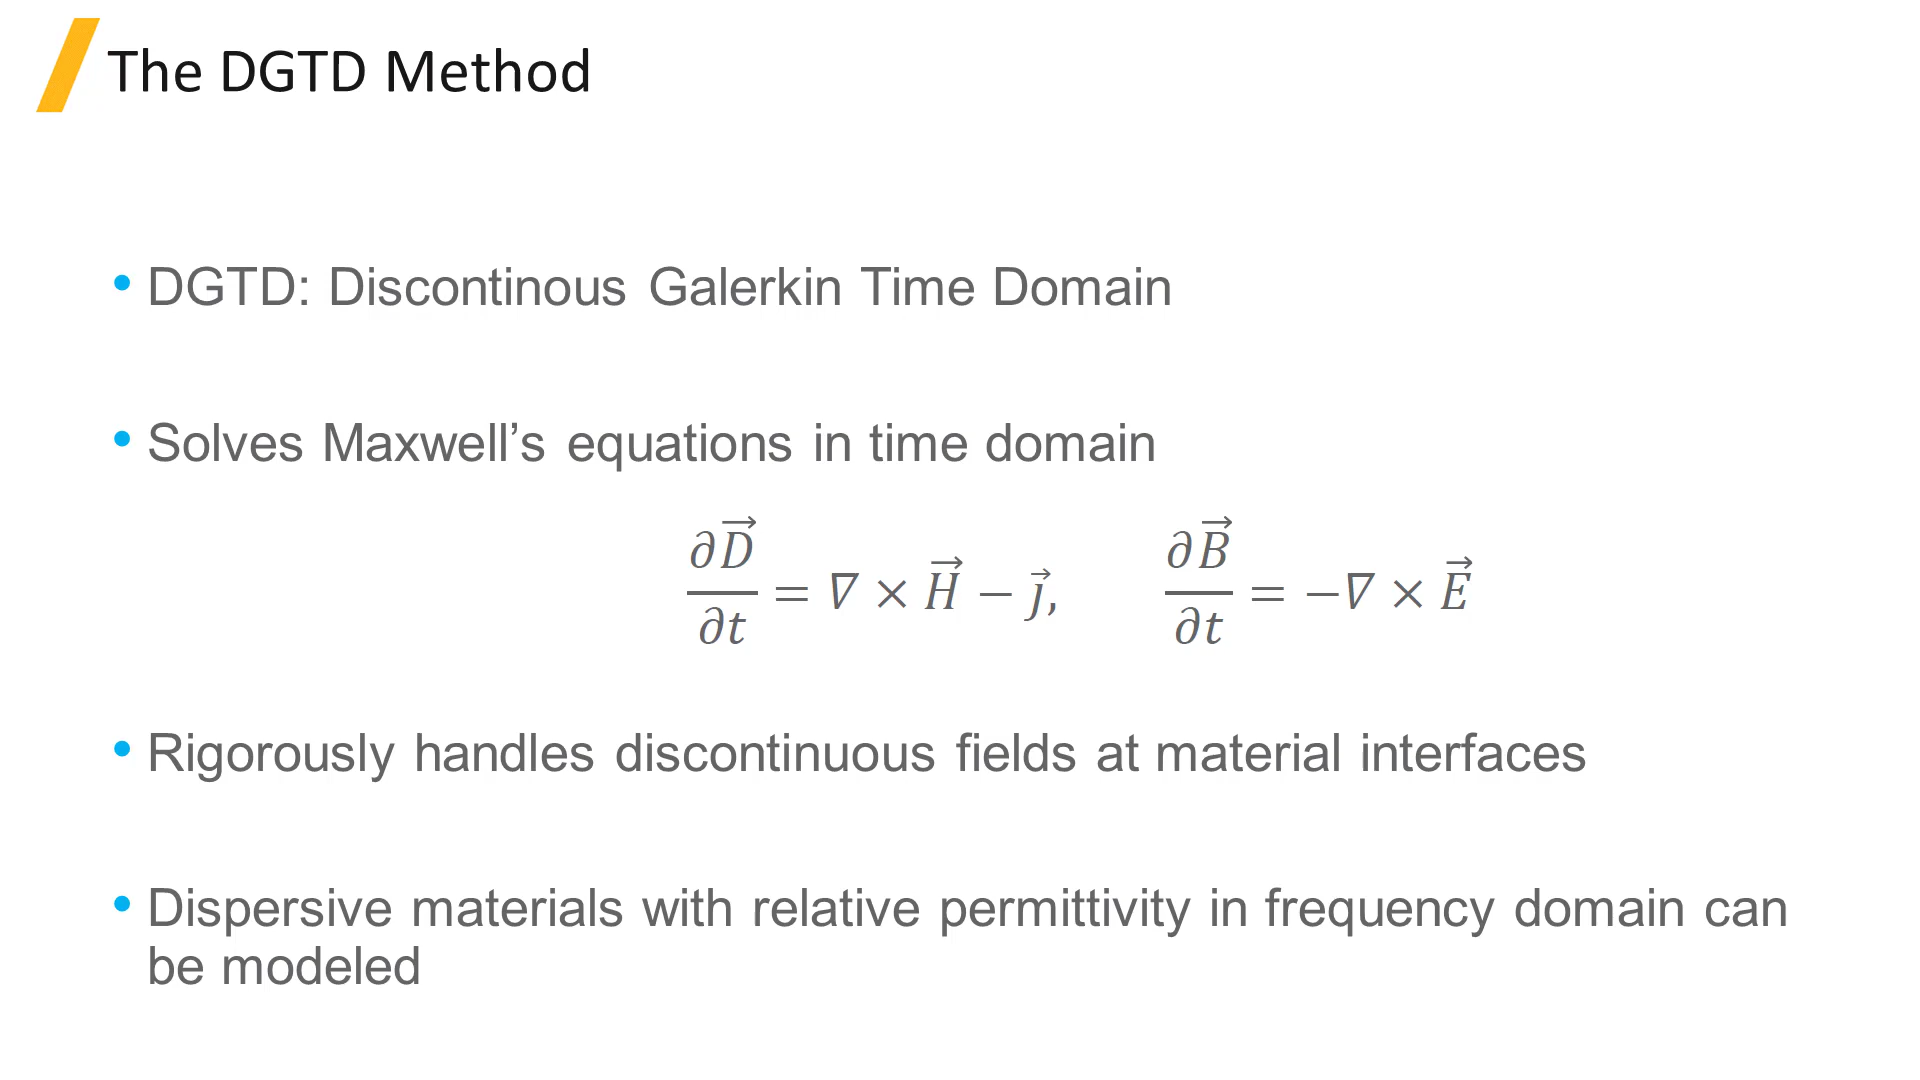 The DGTD Method
• DGTD: Discontinous Galerkin Time Domain
• Solves Maxwell’s equations in time domain
∂D⃗/∂t = ∇ × H⃗ − j⃗, ∂B⃗/∂t = −∇ × E⃗
• Rigorously handles discontinuous fields at material interfaces
• Dispersive materials with relative permittivity in frequency domain can
be modeled